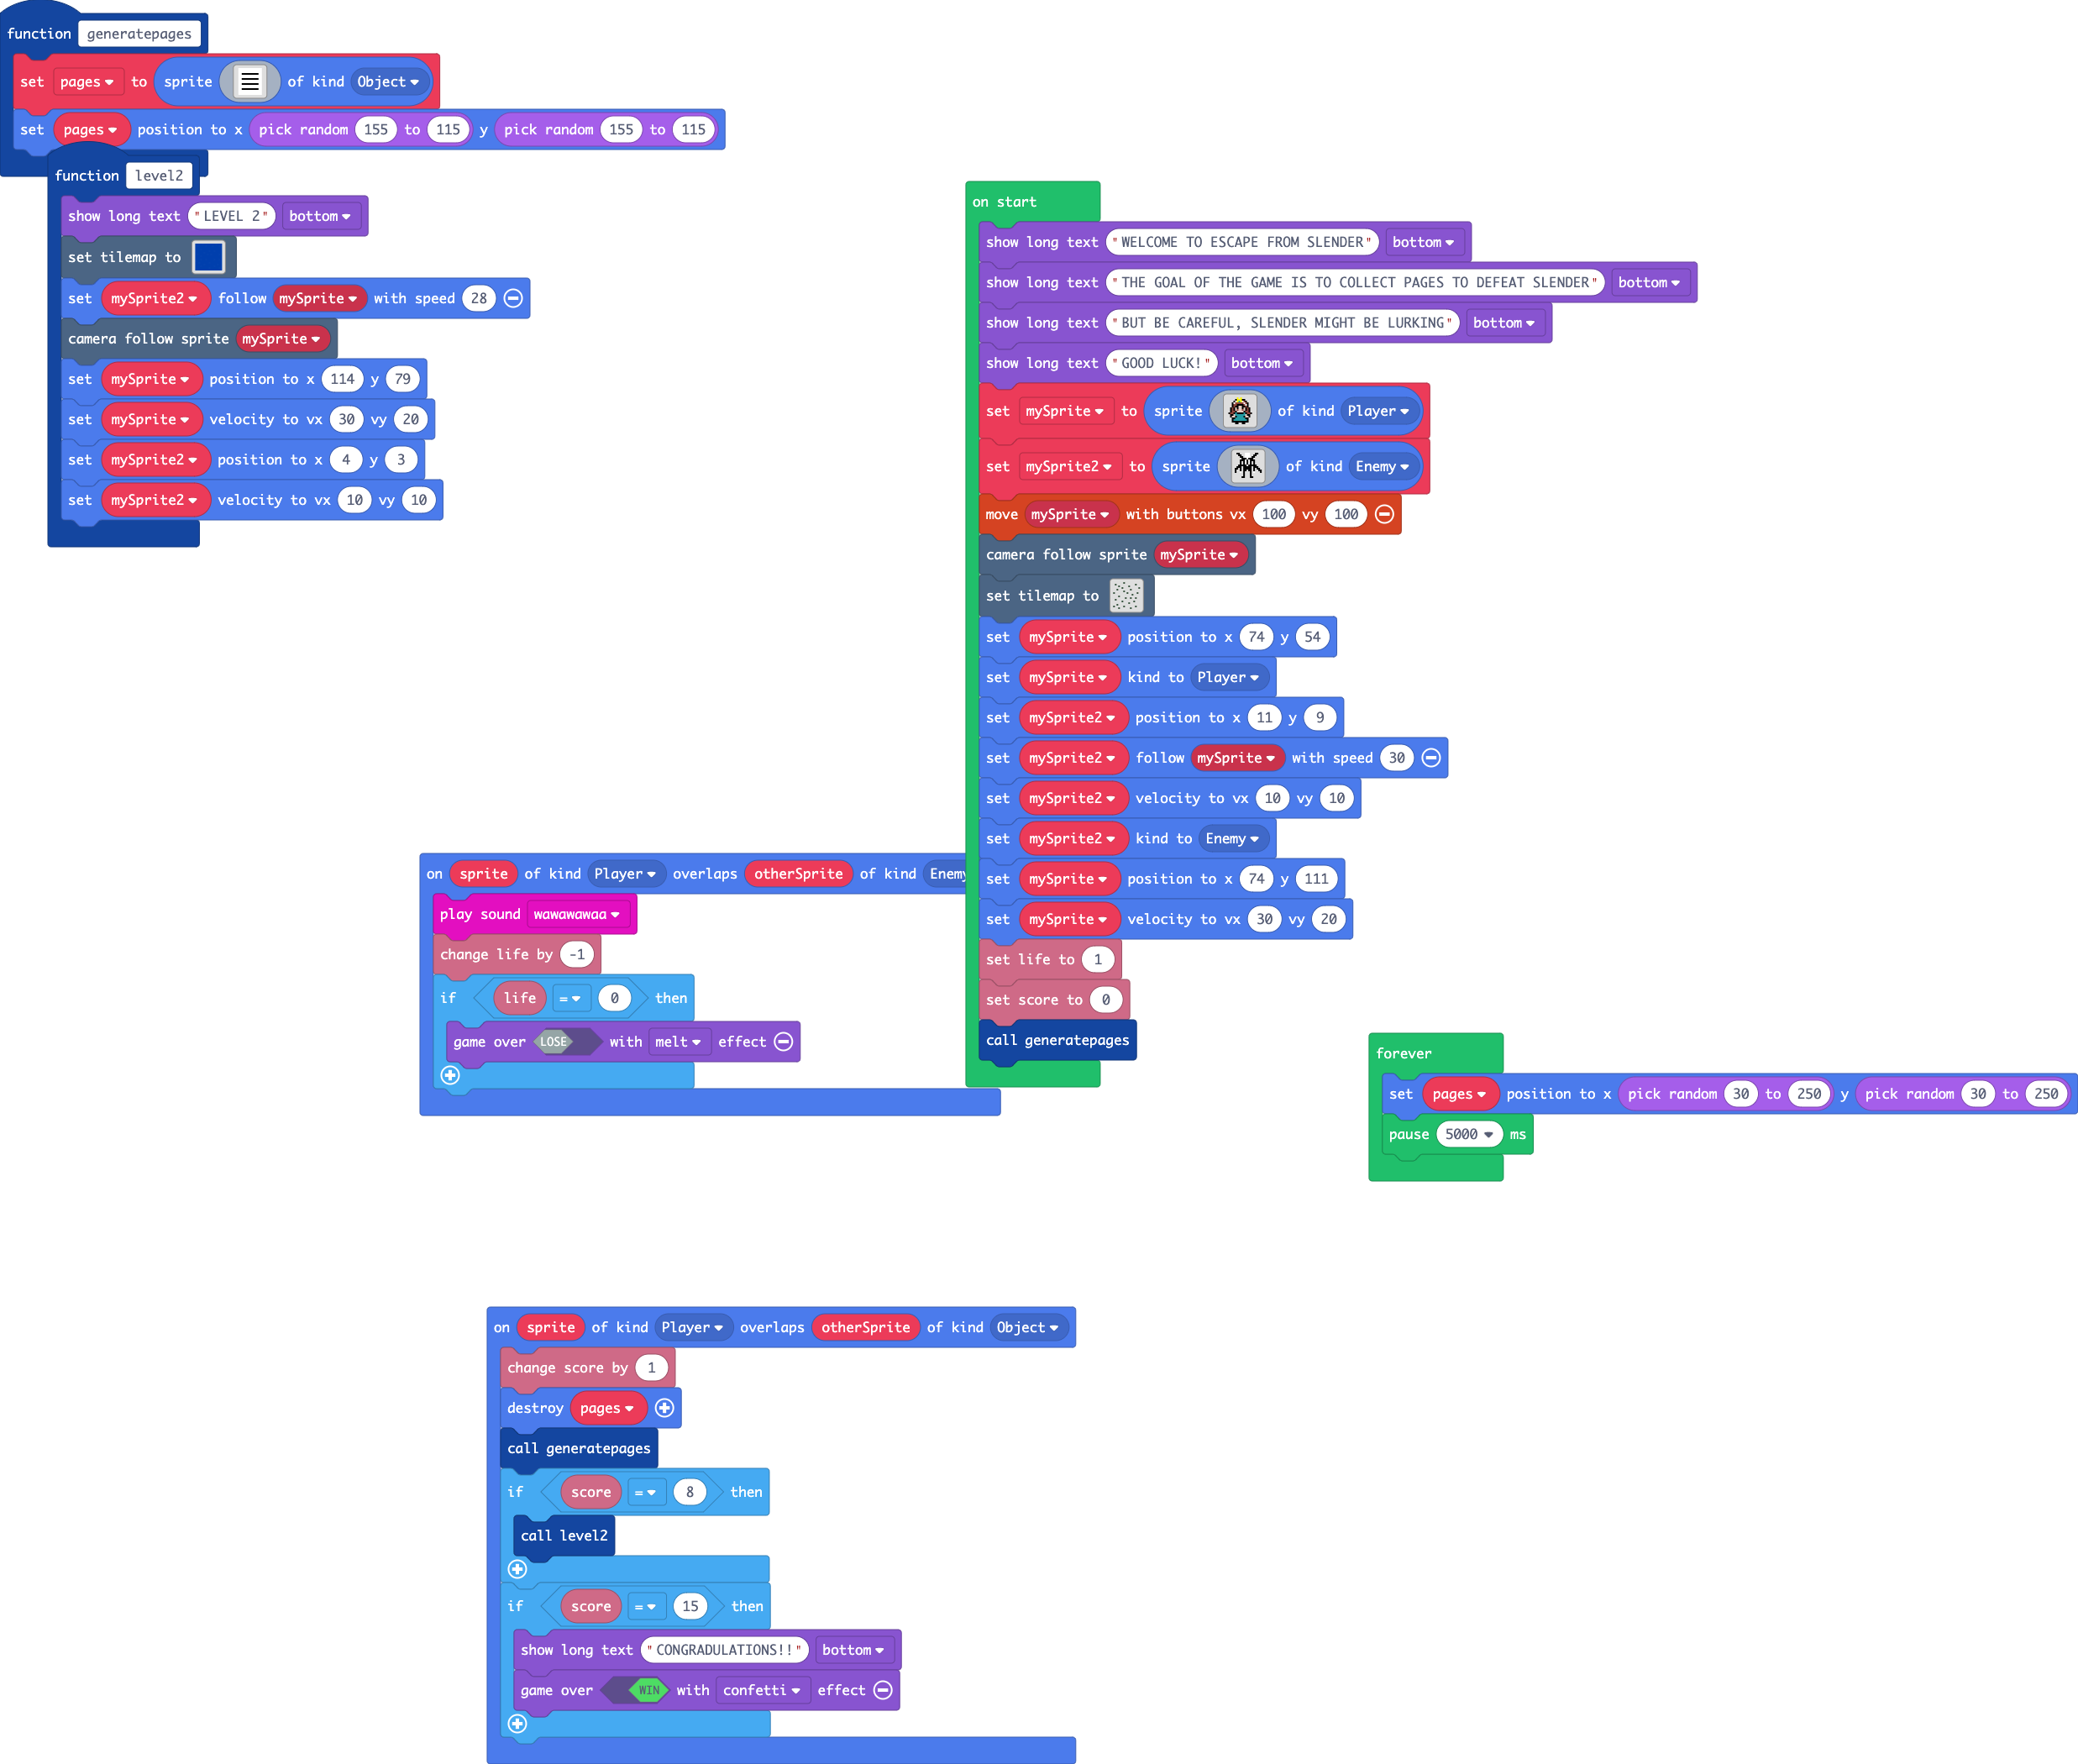 function generatepages
set pages to sprite of kind Object
set pages position to x pick random 155 to 115 y pick random 155 to 115
function level2
show long text "LEVEL 2" bottom
set tilemap to
set mySprite2 follow mySprite with speed 28
camera follow sprite mySprite
set mySprite position to x 114 y 79
set mySprite velocity to vx 30 vy 20
set mySprite2 position to x 4 y 3
set mySprite2 velocity to vx 10 vy 10
on start
show long text "WELCOME TO ESCAPE FROM SLENDER" bottom
show long text "THE GOAL OF THE GAME IS TO COLLECT PAGES TO DEFEAT SLENDER" bottom
show long text "BUT BE CAREFUL, SLENDER MIGHT BE LURKING" bottom
show long text "GOOD LUCK!" bottom
set mySprite to sprite of kind Player
set mySprite2 to sprite of kind Enemy
move mySprite with buttons vx 100 vy 100
camera follow sprite mySprite
set tilemap to
set mySprite position to x 74 y 54
set mySprite kind to Player
set mySprite2 position to x 11 y 9
set mySprite2 follow mySprite with speed 30
set mySprite2 velocity to vx 10 vy 10
set mySprite2 kind to Enemy
set mySprite position to x 74 y 111
set mySprite velocity to vx 30 vy 20
set life to 1
set score to 0
call generatepages
on sprite of kind Player overlaps otherSprite of kind Enemy
play sound wawawawaa
change life by -1
if life = 0 then
game over LOSE with melt effect
forever
set pages position to x pick random 30 to 250 y pick random 30 to 250
pause 5000 ms
on sprite of kind Player overlaps otherSprite of kind Object
change score by 1
destroy pages
call generatepages
if score = 8 then
call level2
if score = 15 then
show long text "CONGRADULATIONS!!" bottom
game over WIN with confetti effect